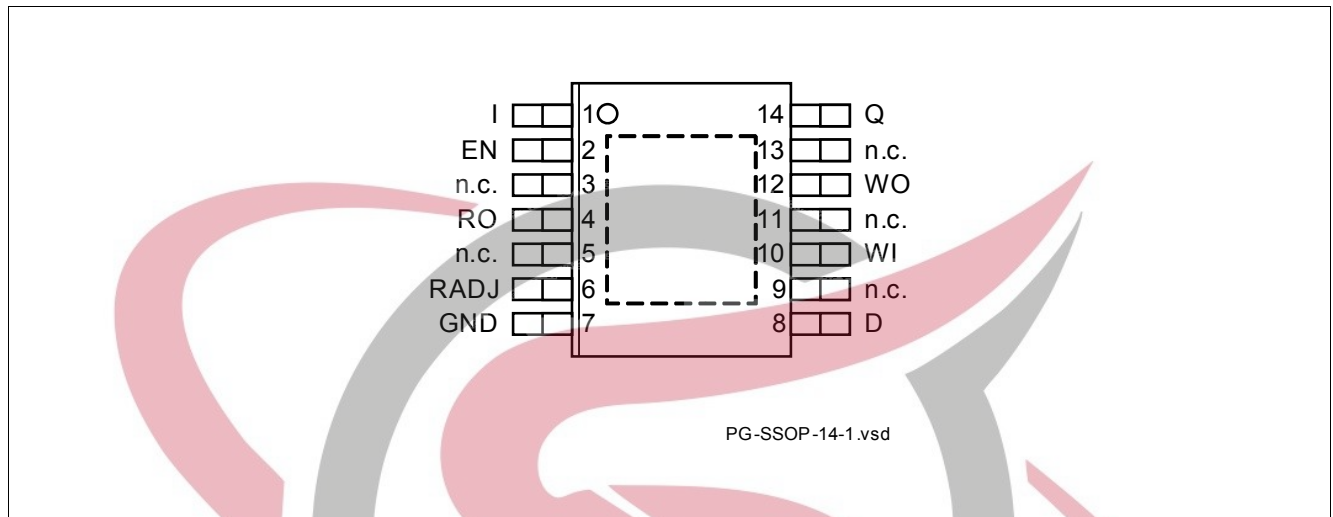 I 1 14 Q
EN 2 13 n.c.
n.c. 3 12 WO
RO 4 11 n.c.
n.c. 5 10 WI
RADJ 6 9 n.c.
GND 7 8 D
PG-SSOP-14-1.vsd